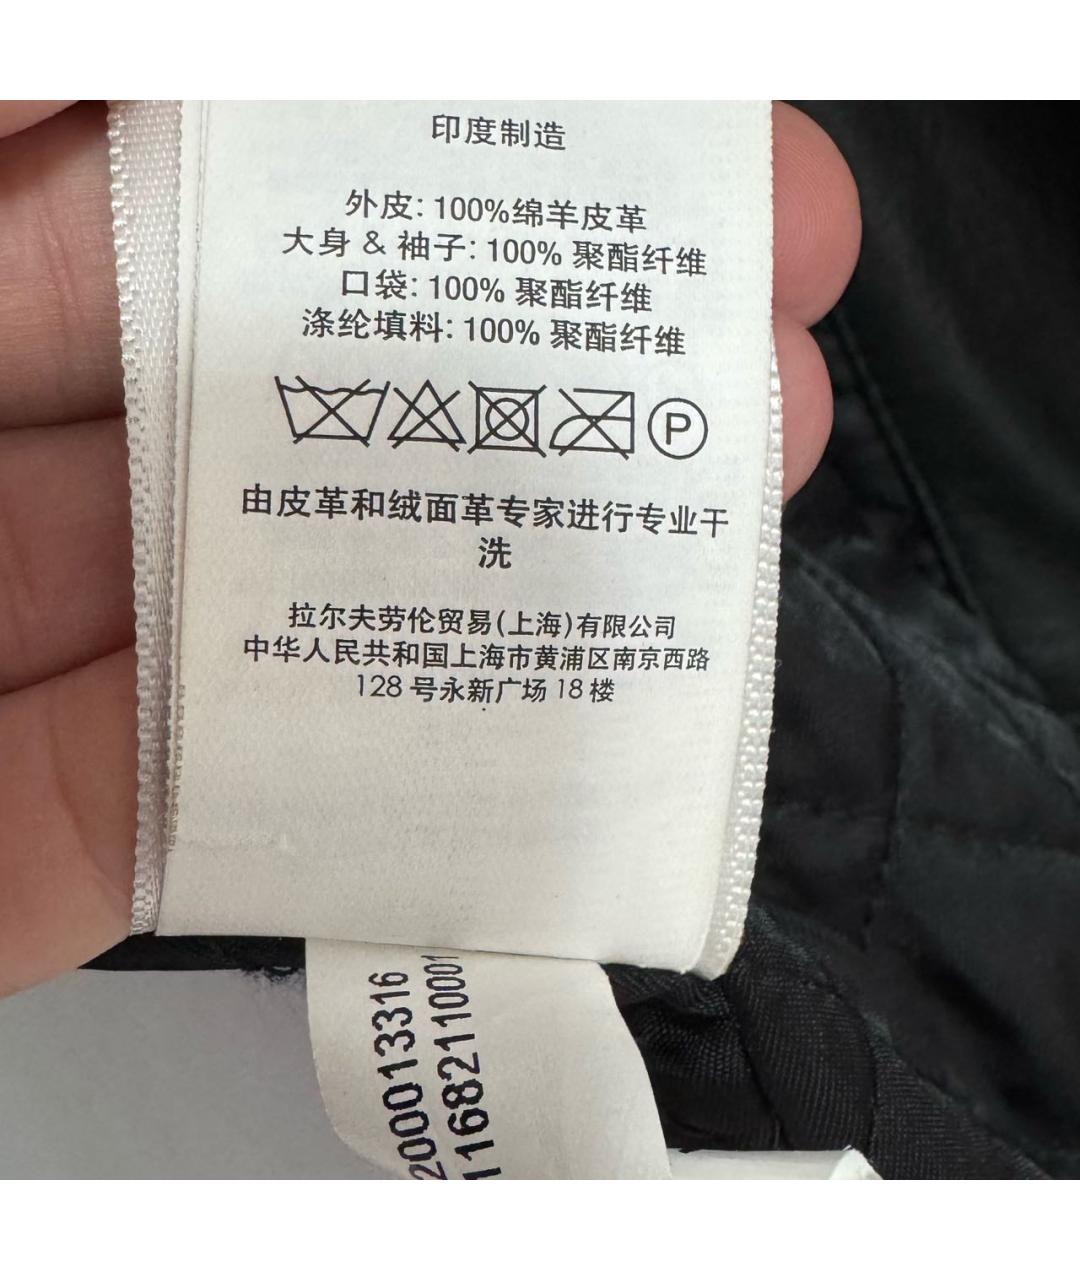 印度制造
外皮: 100%绵羊皮革
大身 & 袖子: 100% 聚酯纤维
口袋: 100% 聚酯纤维
涤纶填料: 100% 聚酯纤维
P
由皮革和绒面革专家进行专业干
洗
拉尔夫劳伦贸易(上海)有限公司
中华人民共和国上海市黄浦区南京西路
128 号永新广场 18 楼
200013316
11682110001